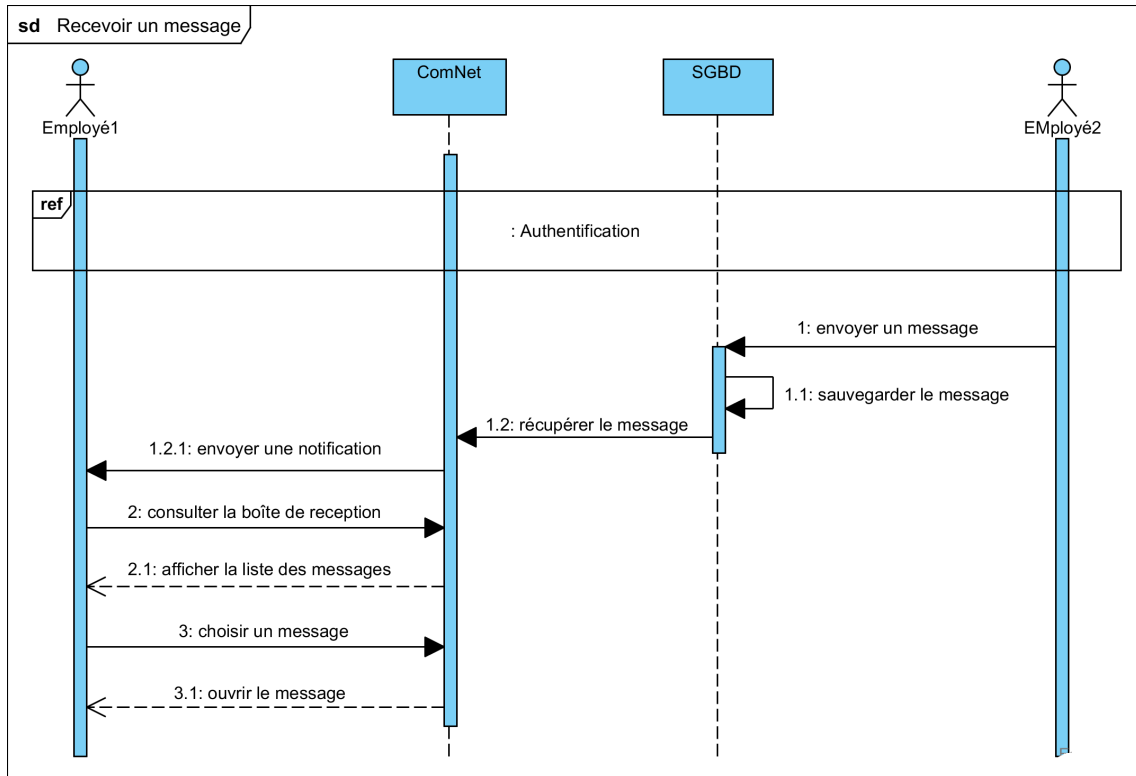 sd Recevoir un message
Employé1
ComNet
SGBD
EMployé2
ref
: Authentification
1: envoyer un message
1.1: sauvegarder le message
1.2: récupérer le message
1.2.1: envoyer une notification
2: consulter la boîte de reception
2.1: afficher la liste des messages
3: choisir un message
3.1: ouvrir le message